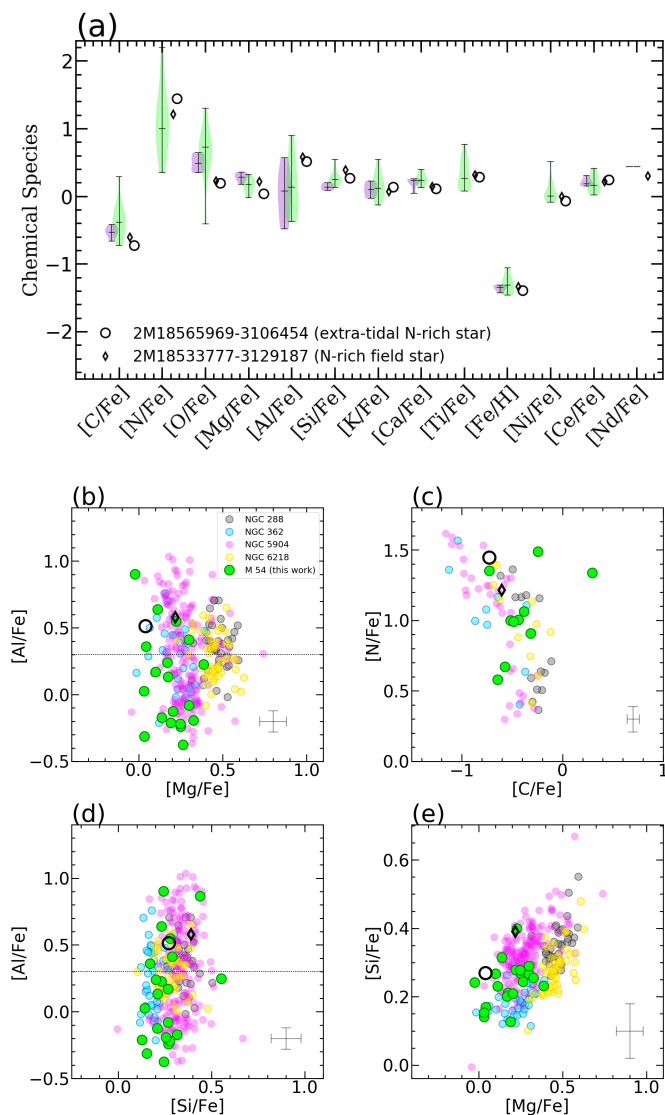 (a)
2
1
0
−1
−2
Chemical Species
2M18565969-3106454 (extra-tidal N-rich star)
2M18533777-3129187 (N-rich field star)
[C/Fe]
[N/Fe]
[O/Fe]
[Mg/Fe]
[Al/Fe]
[Si/Fe]
[K/Fe]
[Ca/Fe]
[Ti/Fe]
[Fe/H]
[Ni/Fe]
[Ce/Fe]
[Nd/Fe]
(b)
NGC 288
NGC 362
NGC 5904
NGC 6218
M 54 (this work)
1.0
0.5
0.0
−0.5
[Al/Fe]
0.0 0.5 1.0
[Mg/Fe]
(c)
1.5
1.0
0.5
0.0
[N/Fe]
−1 0 1
[C/Fe]
(d)
1.0
0.5
0.0
−0.5
[Al/Fe]
0.0 0.5 1.0
[Si/Fe]
(e)
0.6
0.4
0.2
0.0
[Si/Fe]
0.0 0.5 1.0
[Mg/Fe]